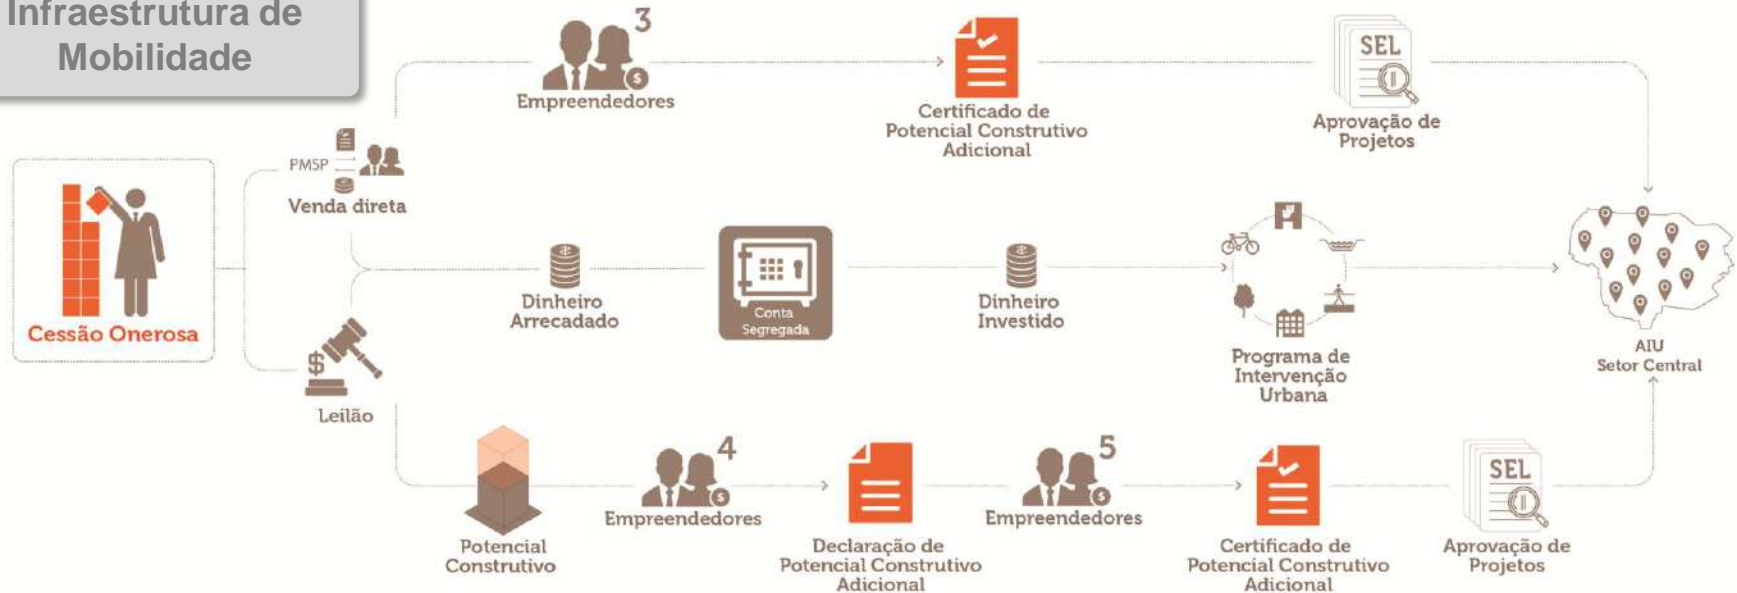 Infraestrutura de
Mobilidade
3
Empreendedores
Certificado de
Potencial Construtivo
Adicional
SEL
Aprovação de
Projetos
PMSP
Venda direta
Cessão Onerosa
Dinheiro
Arrecadado
Conta
Segregada
Dinheiro
Investido
Programa de
Intervenção
Urbana
AIU
Setor Central
$
Leilão
Potencial
Construtivo
4
Empreendedores
Declaração de
Potencial Construtivo
Adicional
5
Empreendedores
Certificado de
Potencial Construtivo
Adicional
SEL
Aprovação de
Projetos